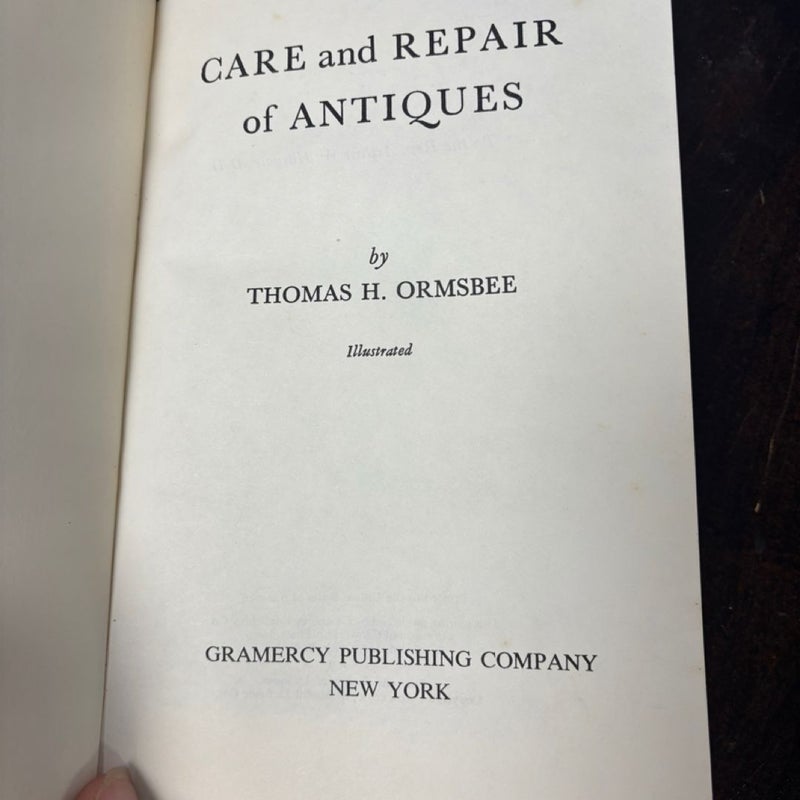 CARE and REPAIR
of ANTIQUES
by
THOMAS H. ORMSBEE
Illustrated
GRAMERCY PUBLISHING COMPANY
NEW YORK